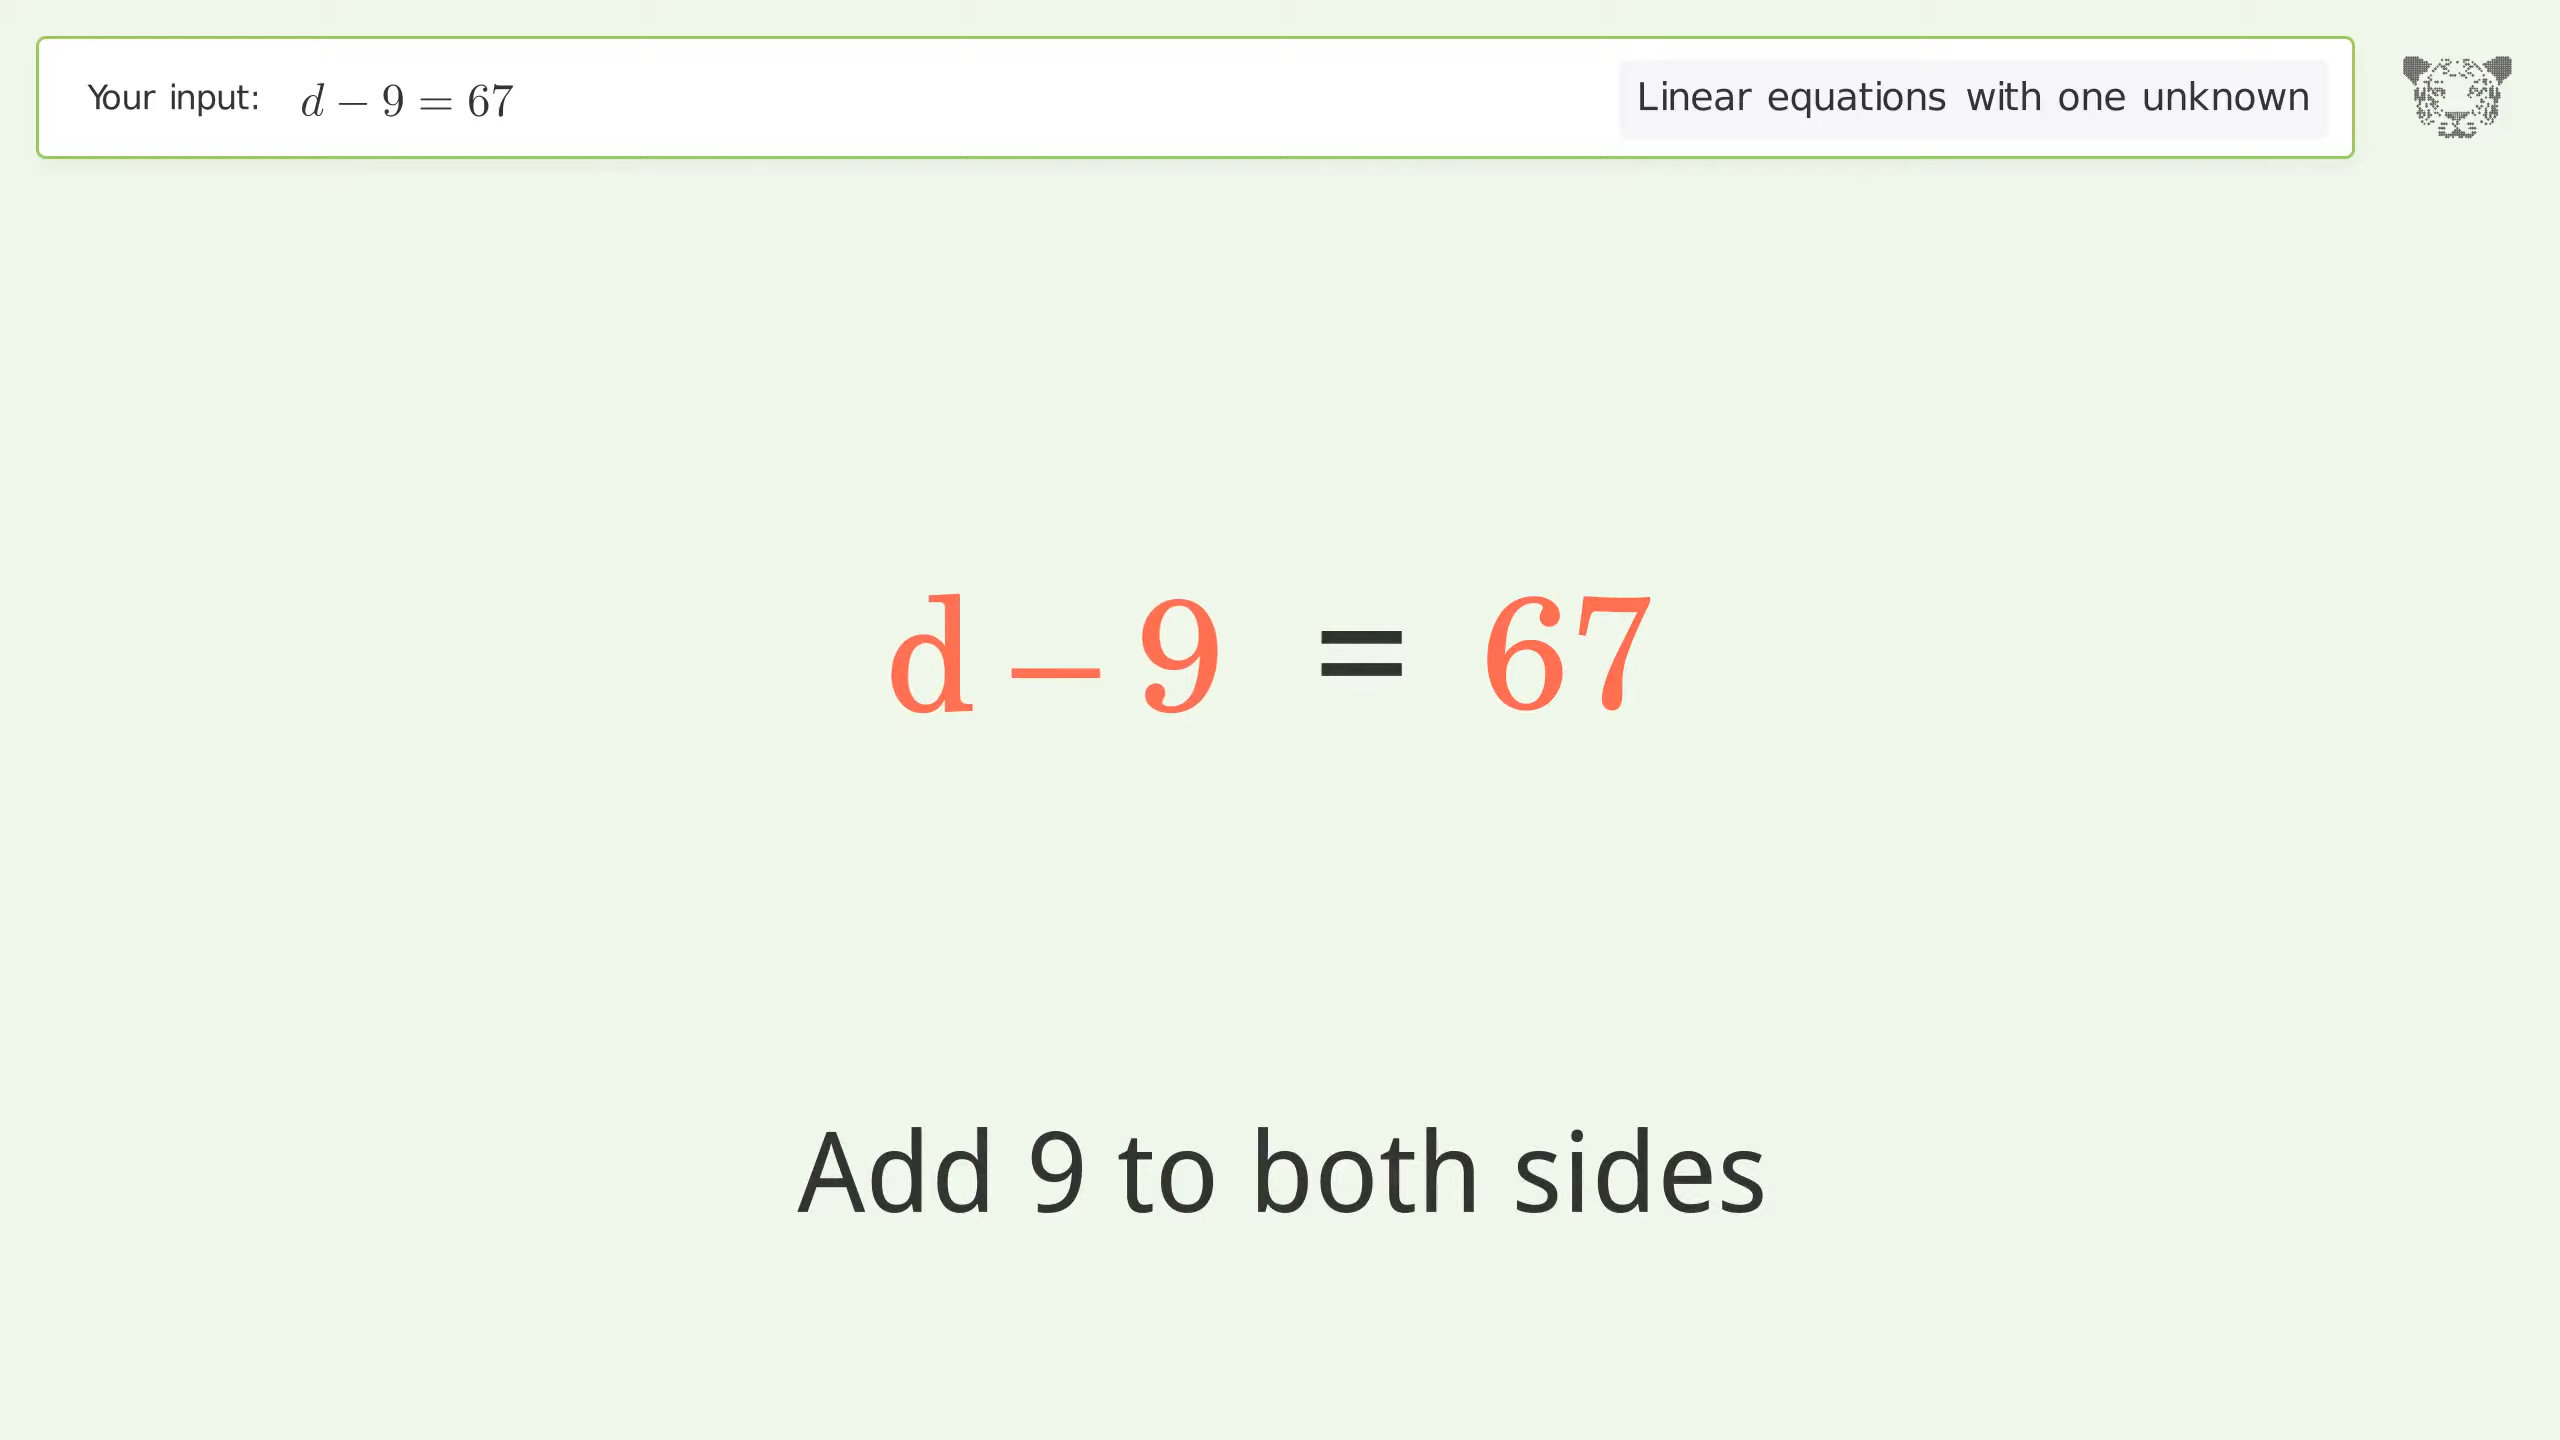 Your input: d − 9 = 67
Linear equations with one unknown
d − 9 = 67
Add 9 to both sides